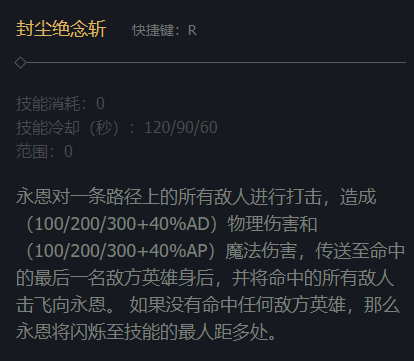 封尘绝念斩 快捷键：R
技能消耗：0
技能冷却（秒）：120/90/60
范围：0
永恩对一条路径上的所有敌人进行打击，造成
（100/200/300+40%AD）物理伤害和
（100/200/300+40%AP）魔法伤害，传送至命中
的最后一名敌方英雄身后，并将命中的所有敌人
击飞向永恩。 如果没有命中任何敌方英雄，那么
永恩将闪烁至技能的最人距多处。